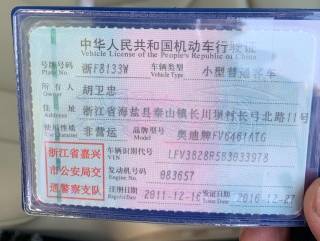 中华人民共和国机动车行驶证
Vehicle License of the People's Republic of China
号牌号码 浙F8133W 车辆类型 小型普通客车
Plate No. Vehicle Type
所有人 胡卫忠
Owner
住址 浙江省海盐县秦山镇长川坝村长弓北路11号
Address
使用性质 非营运 品牌型号 奥迪牌FV6461ATG
浙江省嘉兴市公安局交通警察支队
车辆识别代号 LFV3B28R583033978
VIN
发动机号码 083657
Engine No.
注册日期 2011-12-16 发证日期 2016-12-27
Register Date Issue Date